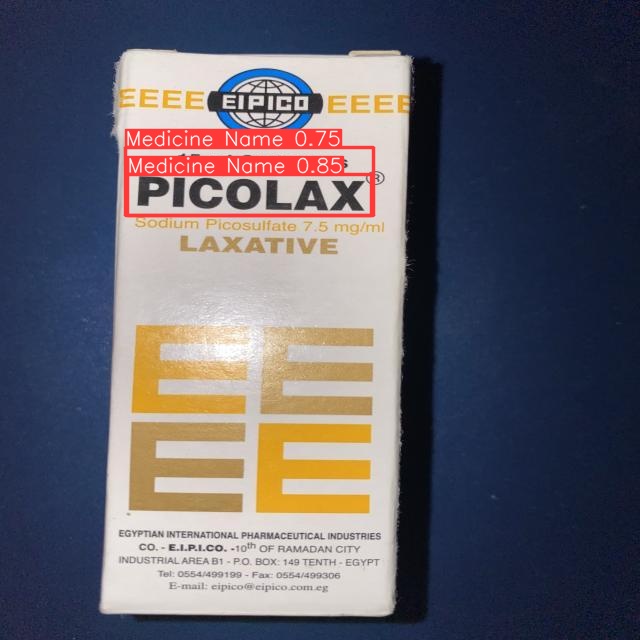 EEEE EIPICO EEEE
Medicine Name 0.75
Medicine Name 0.85
PICOLAX®
Sodium Picosulfate 7.5 mg/ml
LAXATIVE
E E
E E
EGYPTIAN INTERNATIONAL PHARMACEUTICAL INDUSTRIES
CO. - E.I.P.I.CO. -10th OF RAMADAN CITY
INDUSTRIAL AREA B1 - P.O. BOX: 149 TENTH - EGYPT
Tel: 0554/499199 - Fax: 0554/499306
E-mail: eipico@eipico.com.eg